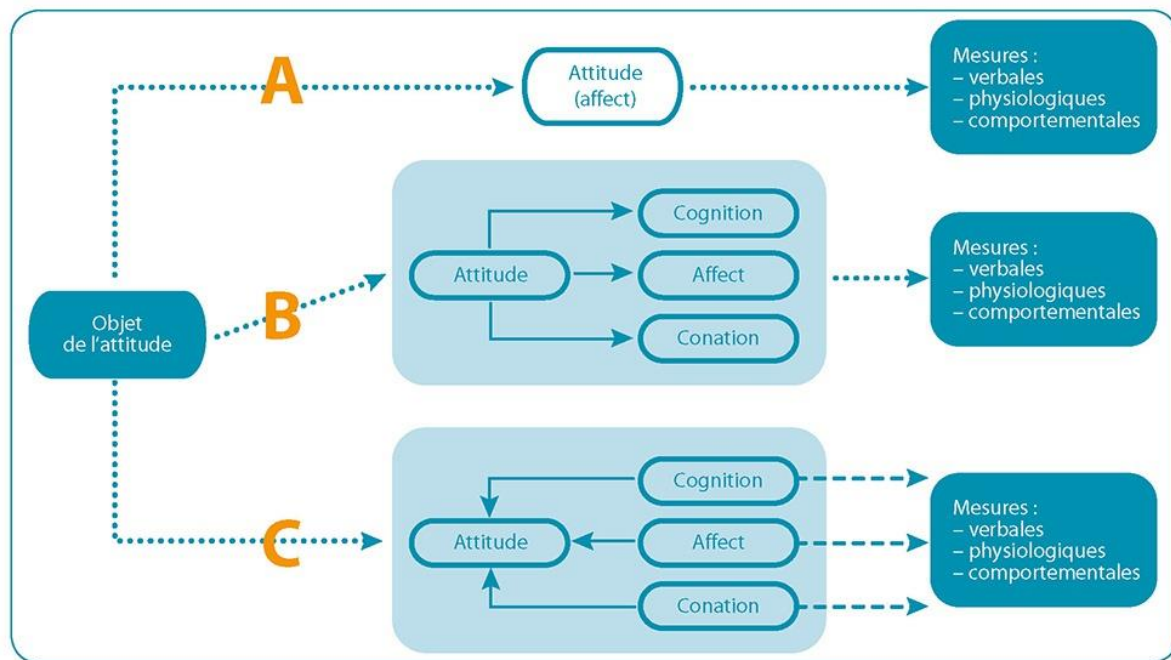 A
Attitude
(affect)
Mesures :
– verbales
– physiologiques
– comportementales
Objet
de l'attitude
B
Attitude
Cognition
Affect
Conation
Mesures :
– verbales
– physiologiques
– comportementales
C
Attitude
Cognition
Affect
Conation
Mesures :
– verbales
– physiologiques
– comportementales